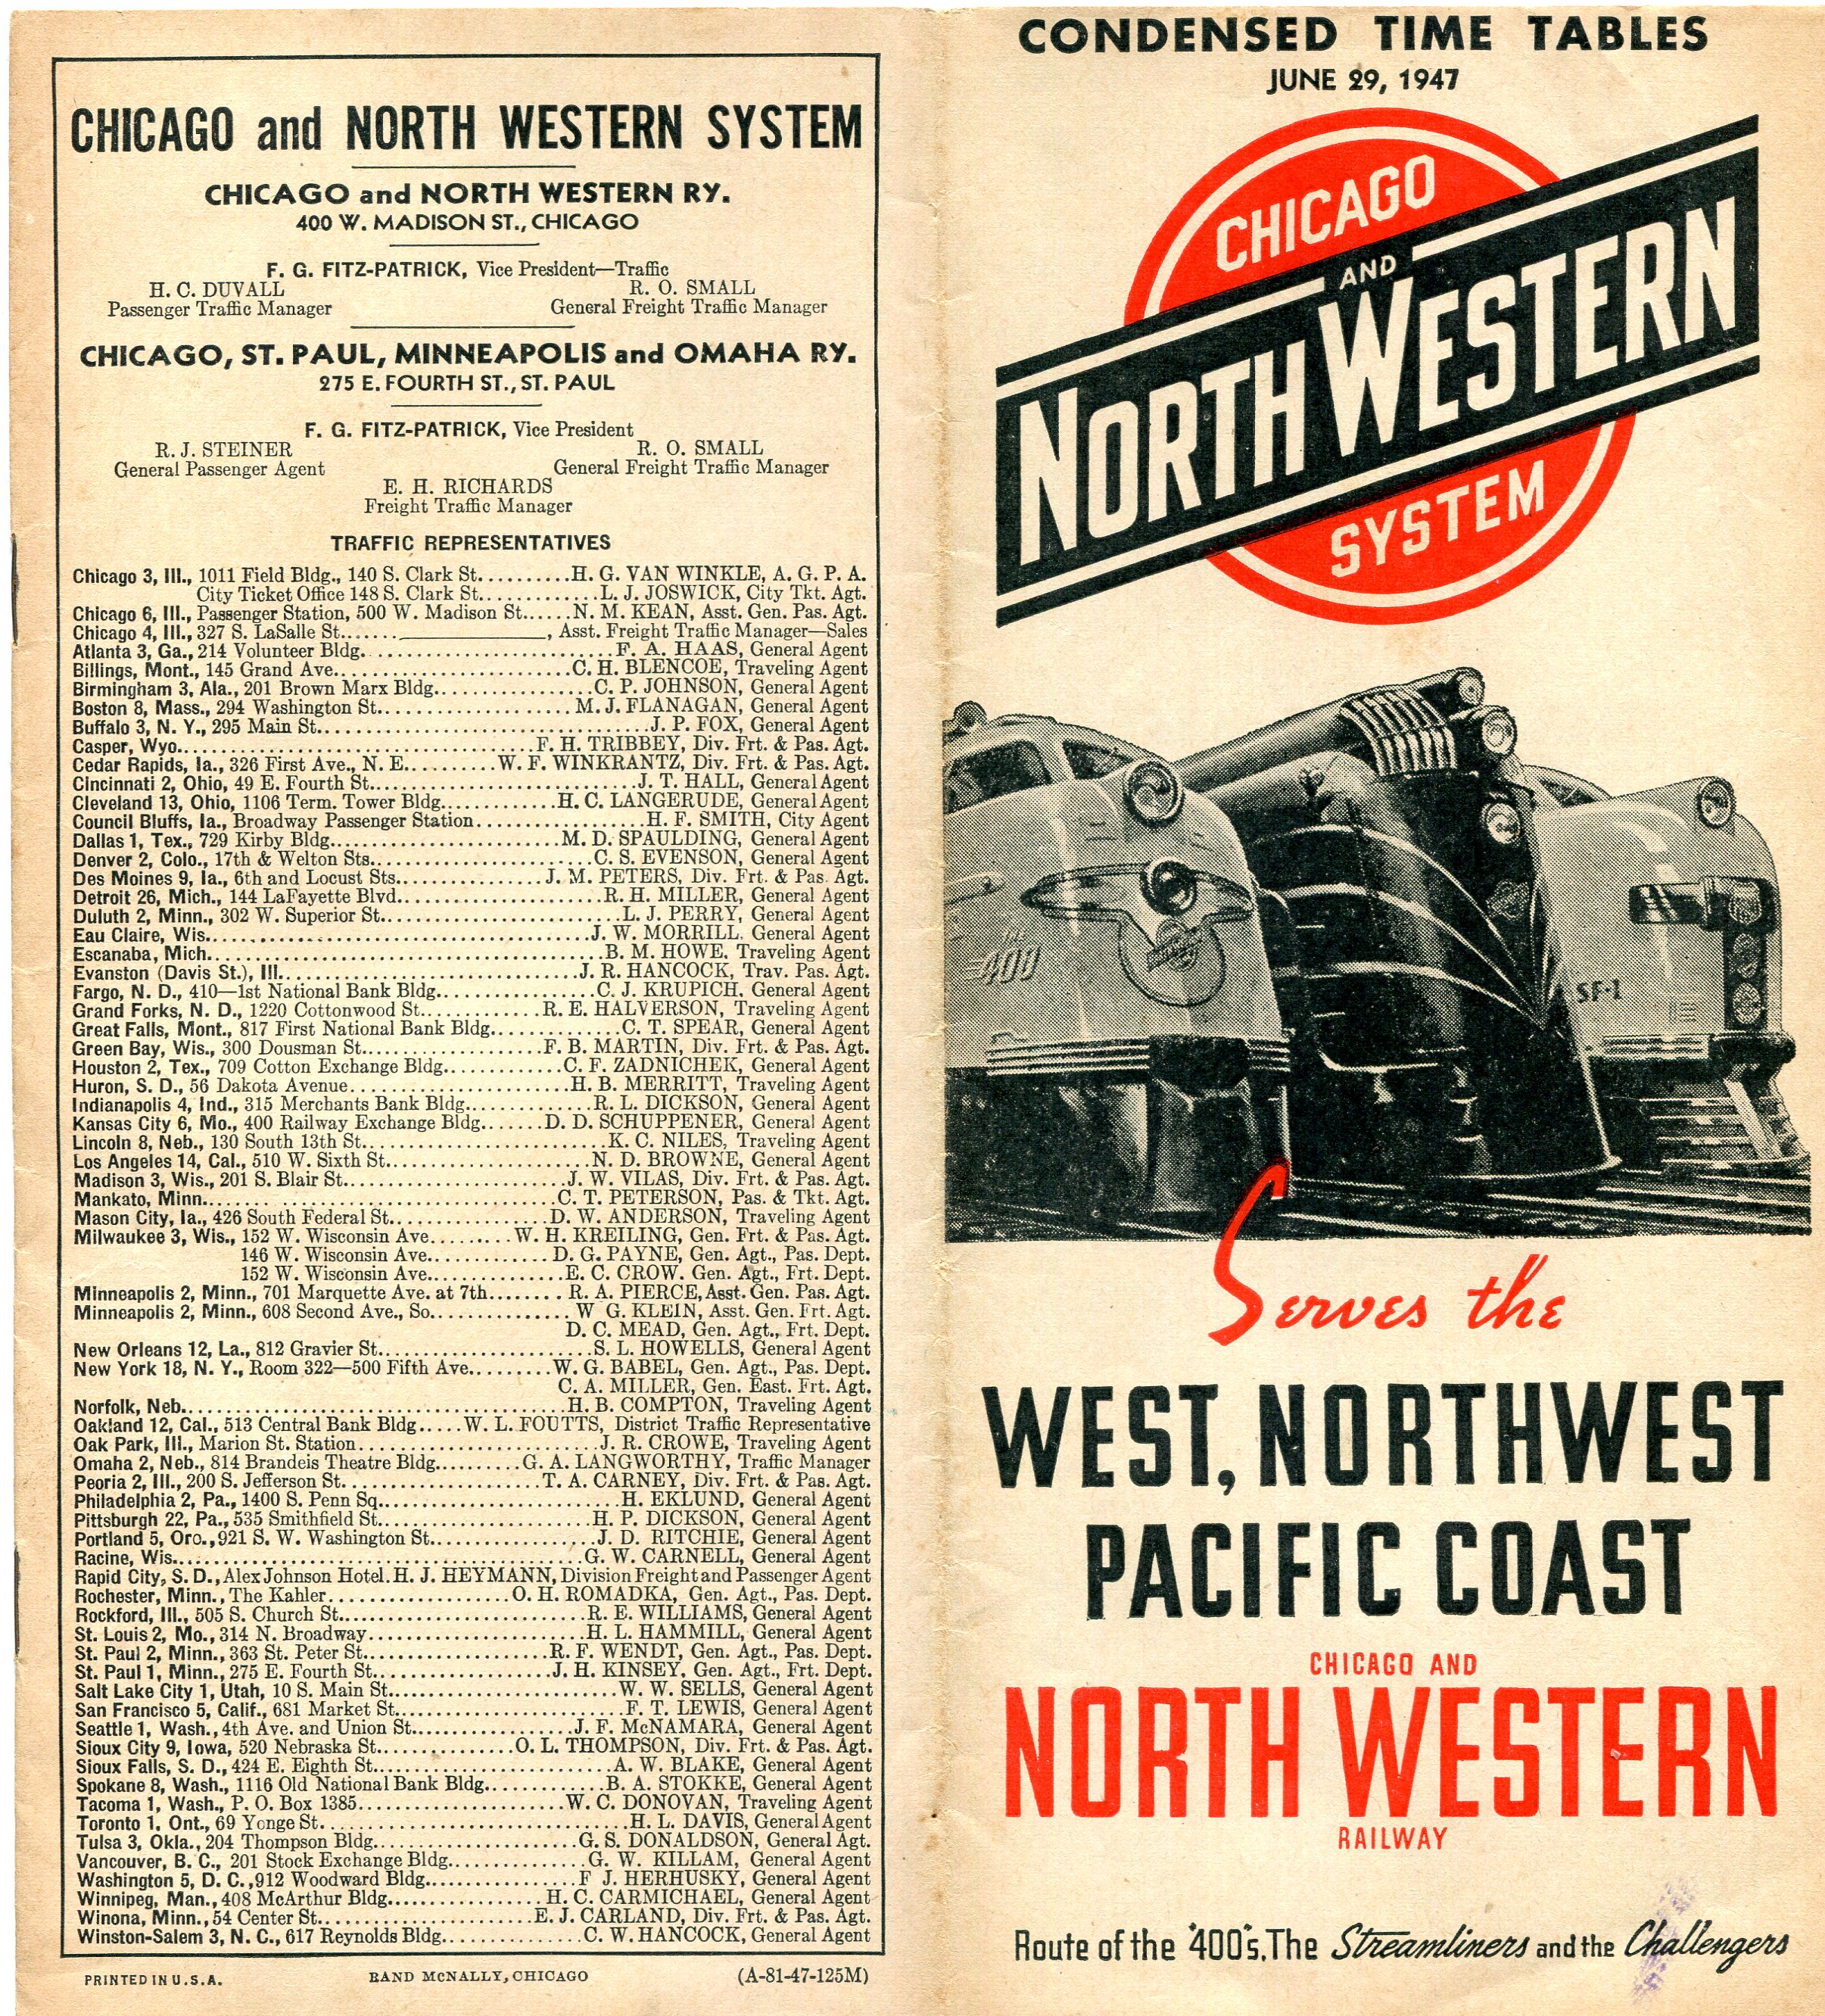 CHICAGO and NORTH WESTERN SYSTEM
CHICAGO and NORTH WESTERN RY.
400 W. MADISON ST., CHICAGO
F. G. FITZ-PATRICK, Vice President—Traffic
H. C. DUVALL R. O. SMALL
Passenger Traffic Manager General Freight Traffic Manager
CHICAGO, ST. PAUL, MINNEAPOLIS and OMAHA RY.
275 E. FOURTH ST., ST. PAUL
F. G. FITZ-PATRICK, Vice President
R. J. STEINER R. O. SMALL
General Passenger Agent General Freight Traffic Manager
E. H. RICHARDS
Freight Traffic Manager
TRAFFIC REPRESENTATIVES
Chicago 3, Ill., 1011 Field Bldg., 140 S. Clark St..........H. G. VAN WINKLE, A. G. P. A.
City Ticket Office 148 S. Clark St.............L. J. JOSWICK, City Tkt. Agt.
Chicago 6, Ill., Passenger Station, 500 W. Madison St......N. M. KEAN, Asst. Gen. Pas. Agt.
Chicago 4, Ill., 327 S. LaSalle St.......______________, Asst. Freight Traffic Manager—Sales
Atlanta 3, Ga., 214 Volunteer Bldg...........................F. A. HAAS, General Agent
Billings, Mont., 145 Grand Ave..........................C. H. BLENCOE, Traveling Agent
Birmingham 3, Ala., 201 Brown Marx Bldg.................C. P. JOHNSON, General Agent
Boston 8, Mass., 294 Washington St.....................M. J. FLANAGAN, General Agent
Buffalo 3, N. Y., 295 Main St....................................J. P. FOX, General Agent
Casper, Wyo.......................................F. H. TRIBBEY, Div. Frt. & Pas. Agt.
Cedar Rapids, Ia., 326 First Ave., N. E..........W. F. WINKRANTZ, Div. Frt. & Pas. Agt.
Cincinnati 2, Ohio, 49 E. Fourth St..............................J. T. HALL, General Agent
Cleveland 13, Ohio, 1106 Term. Tower Bldg.............H. C. LANGERUDE, General Agent
Council Bluffs, Ia., Broadway Passenger Station...................H. F. SMITH, City Agent
Dallas 1, Tex., 729 Kirby Bldg..........................M. D. SPAULDING, General Agent
Denver 2, Colo., 17th & Welton Sts.........................C. S. EVENSON, General Agent
Des Moines 9, Ia., 6th and Locust Sts................J. M. PETERS, Div. Frt. & Pas. Agt.
Detroit 26, Mich., 144 LaFayette Blvd......................R. H. MILLER, General Agent
Duluth 2, Minn., 302 W. Superior St..........................L. J. PERRY, General Agent
Eau Claire, Wis..........................................J. W. MORRILL. General Agent
Escanaba, Mich............................................B. M. HOWE, Traveling Agent
Evanston (Davis St.), Ill..................................J. R. HANCOCK, Trav. Pas. Agt.
Fargo, N. D., 410—1st National Bank Bldg.................C. J. KRUPICH. General Agent
Grand Forks, N. D., 1220 Cottonwood St.............R. E. HALVERSON, Traveling Agent
Great Falls, Mont., 817 First National Bank Bldg..............C. T. SPEAR, General Agent
Green Bay, Wis., 300 Dousman St...................F. B. MARTIN, Div. Frt. & Pas. Agt.
Houston 2, Tex., 709 Cotton Exchange Bldg.............C. F. ZADNICHEK, General Agent
Huron, S. D., 56 Dakota Avenue.........................H. B. MERRITT, Traveling Agent
Indianapolis 4, Ind., 315 Merchants Bank Bldg..............R. L. DICKSON, General Agent
Kansas City 6, Mo., 400 Railway Exchange Bldg.......D. D. SCHUPPENER, General Agent
Lincoln 8, Neb., 130 South 13th St..........................K. C. NILES, Traveling Agent
Los Angeles 14, Cal., 510 W. Sixth St.......................N. D. BROWNE, General Agent
Madison 3, Wis., 201 S. Blair St.......................J. W. VILAS, Div. Frt. & Pas. Agt.
Mankato, Minn.....................................C. T. PETERSON, Pas. & Tkt. Agt.
Mason City, Ia., 426 South Federal St................D. W. ANDERSON, Traveling Agent
Milwaukee 3, Wis., 152 W. Wisconsin Ave.........W. H. KREILING, Gen. Frt. & Pas. Agt.
146 W. Wisconsin Ave.............D. G. PAYNE, Gen. Agt., Pas. Dept.
152 W. Wisconsin Ave..............E. C. CROW. Gen. Agt., Frt. Dept.
Minneapolis 2, Minn., 701 Marquette Ave. at 7th........R. A. PIERCE, Asst. Gen. Pas. Agt.
Minneapolis 2, Minn., 608 Second Ave., So..............W G. KLEIN, Asst. Gen. Frt. Agt.
D. C. MEAD, Gen. Agt., Frt. Dept.
New Orleans 12, La., 812 Gravier St......................S. L. HOWELLS, General Agent
New York 18, N. Y., Room 322—500 Fifth Ave.........W. G. BABEL, Gen. Agt., Pas. Dept.
C. A. MILLER, Gen. East. Frt. Agt.
Norfolk, Neb.........................................H. B. COMPTON, Traveling Agent
Oakland 12, Cal., 513 Central Bank Bldg.....W. L. FOUTTS, District Traffic Representative
Oak Park, Ill., Marion St. Station..........................J. R. CROWE, Traveling Agent
Omaha 2, Neb., 814 Brandeis Theatre Bldg.........G. A. LANGWORTHY, Traffic Manager
Peoria 2, Ill., 200 S. Jefferson St......................T. A. CARNEY, Div. Frt. & Pas. Agt.
Philadelphia 2, Pa., 1400 S. Penn Sq..........................H. EKLUND, General Agent
Pittsburgh 22, Pa., 535 Smithfield St.......................H. P. DICKSON, General Agent
Portland 5, Ore., 921 S. W. Washington St..................J. D. RITCHIE, General Agent
Racine, Wis.............................................G. W. CARNELL, General Agent
Rapid City, S. D., Alex Johnson Hotel.H. J. HEYMANN, Division Freight and Passenger Agent
Rochester, Minn., The Kahler...................O. H. ROMADKA, Gen. Agt., Pas. Dept.
Rockford, Ill., 505 S. Church St...........................R. E. WILLIAMS, General Agent
St. Louis 2, Mo., 314 N. Broadway........................H. L. HAMMILL, General Agent
St. Paul 2, Minn., 363 St. Peter St...................R. F. WENDT, Gen. Agt., Pas. Dept.
St. Paul 1, Minn., 275 E. Fourth St...................J. H. KINSEY, Gen. Agt., Frt. Dept.
Salt Lake City 1, Utah, 10 S. Main St.........................W. W. SELLS, General Agent
San Francisco 5, Calif., 681 Market St.........................F. T. LEWIS, General Agent
Seattle 1, Wash., 4th Ave. and Union St..................J. F. McNAMARA, General Agent
Sioux City 9, Iowa, 520 Nebraska St...............O. L. THOMPSON, Div. Frt. & Pas. Agt.
Sioux Falls, S. D., 424 E. Eighth St..........................A. W. BLAKE, General Agent
Spokane 8, Wash., 1116 Old National Bank Bldg.............B. A. STOKKE, General Agent
Tacoma 1, Wash., P. O. Box 1385.......................W. C. DONOVAN, Traveling Agent
Toronto 1, Ont., 69 Yonge St.................................H. L. DAVIS, General Agent
Tulsa 3, Okla., 204 Thompson Bldg.......................G. S. DONALDSON, General Agt.
Vancouver, B. C., 201 Stock Exchange Bldg................G. W. KILLAM, General Agent
Washington 5, D. C., 912 Woodward Bldg.................F J. HERHUSKY, General Agent
Winnipeg, Man., 408 McArthur Bldg.................H. C. CARMICHAEL, General Agent
Winona, Minn., 54 Center St........................E. J. CARLAND, Div. Frt. & Pas. Agt.
Winston-Salem 3, N. C., 617 Reynolds Bldg................C. W. HANCOCK, General Agent
PRINTED IN U.S.A. RAND McNALLY, CHICAGO (A-81-47-125M)
CONDENSED TIME TABLES
JUNE 29, 1947
CHICAGO
AND
NORTH WESTERN
SYSTEM
400
SF-1
Serves the
WEST, NORTHWEST
PACIFIC COAST
CHICAGO AND
NORTH WESTERN
RAILWAY
Route of the "400"s, The Streamliners and the Challengers